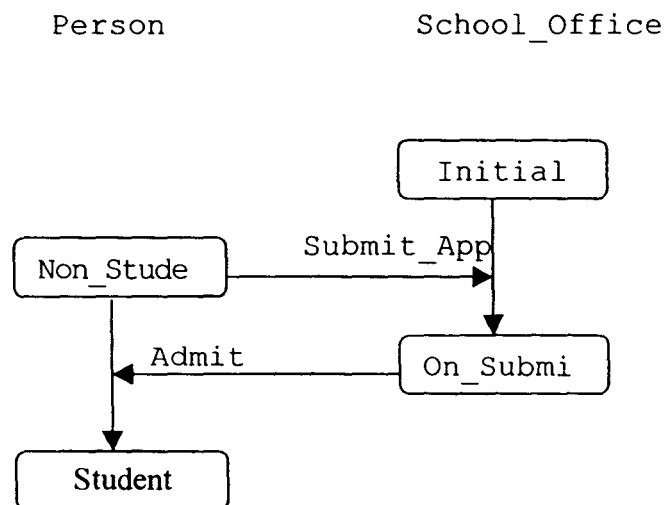 Person School_Office
Initial
Submit_App
Non_Stude
Admit
On_Submi
Student